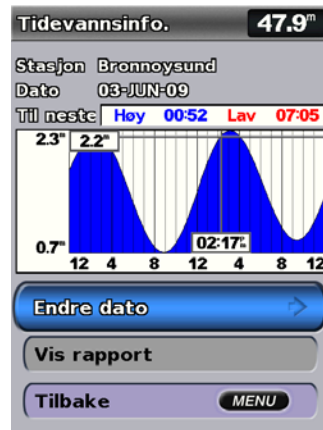 Tidevannsinfo. 47.9m
Stasjon Bronnoysund
Dato 03-JUN-09
Til neste Høy 00:52 Lav 07:05
2.3m 2.2m
0.7m 02:17
12 4 8 12 4 8 12
Endre dato
Vis rapport
Tilbake MENU